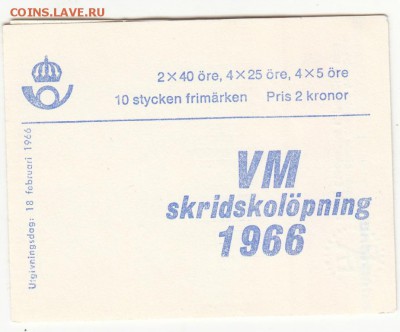 COINS.LAVE.RU
2×40 öre, 4×25 öre, 4×5 öre
10 stycken frimärken Pris 2 kronor
Utgivningsdag: 18 februari 1966
VM
skridskolöpning
1966